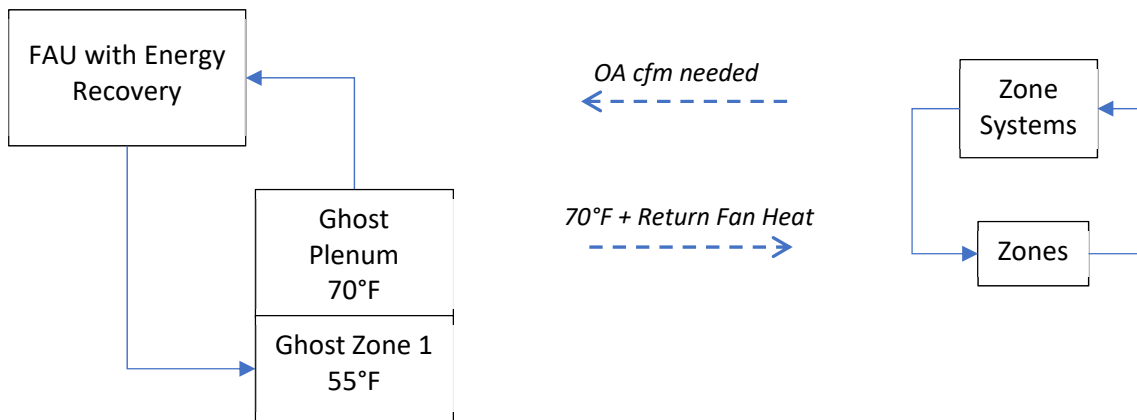 FAU with Energy
Recovery
OA cfm needed
Zone
Systems
Ghost
Plenum
70°F
70°F + Return Fan Heat
Zones
Ghost Zone 1
55°F